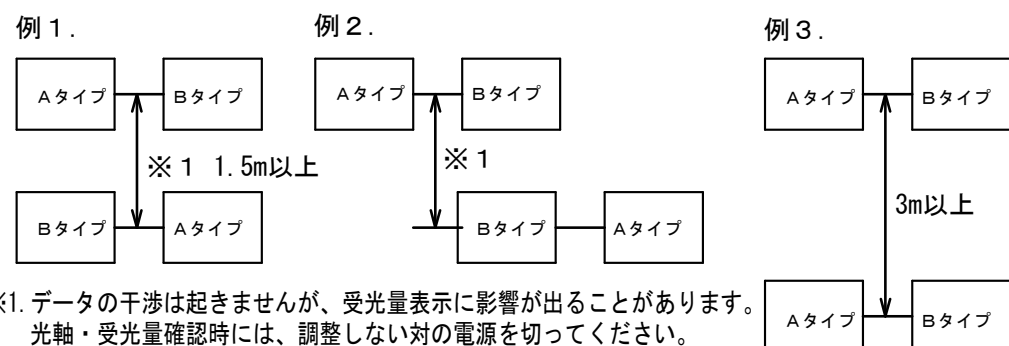 例１.
例２.
例３.
Aタイプ
Bタイプ
Aタイプ
Bタイプ
Aタイプ
Bタイプ
※１ 1.5m以上
※１
3m以上
Bタイプ
Aタイプ
Bタイプ
Aタイプ
Aタイプ
Bタイプ
※1. データの干渉は起きませんが、受光量表示に影響が出ることがあります。
光軸・受光量確認時には、調整しない対の電源を切ってください。